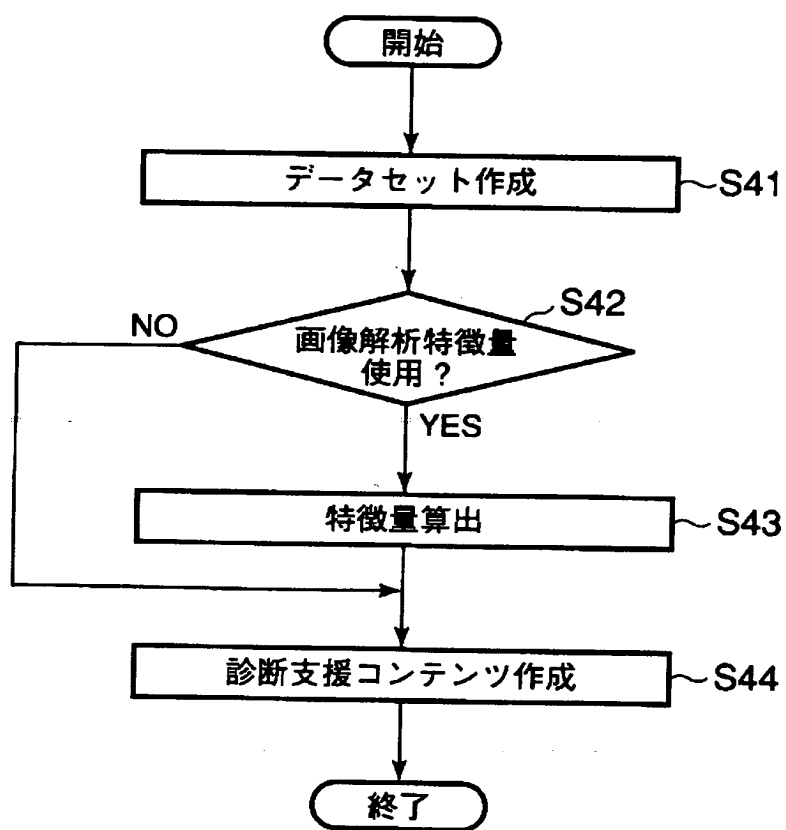 開始
データセット作成
S41
S42
NO
画像解析特徴量
使用？
YES
特徴量算出
S43
診断支援コンテンツ作成
S44
終了